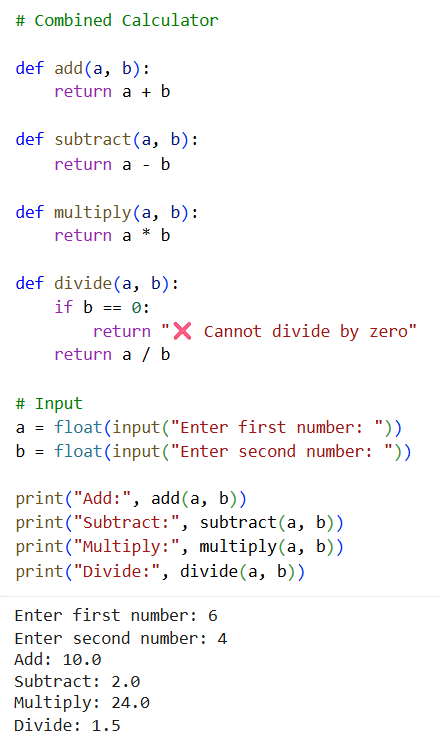 # Combined Calculator
def add(a, b):
    return a + b
def subtract(a, b):
    return a - b
def multiply(a, b):
    return a * b
def divide(a, b):
    if b == 0:
        return "❌ Cannot divide by zero"
    return a / b
# Input
a = float(input("Enter first number: "))
b = float(input("Enter second number: "))
print("Add:", add(a, b))
print("Subtract:", subtract(a, b))
print("Multiply:", multiply(a, b))
print("Divide:", divide(a, b))
Enter first number: 6
Enter second number: 4
Add: 10.0
Subtract: 2.0
Multiply: 24.0
Divide: 1.5